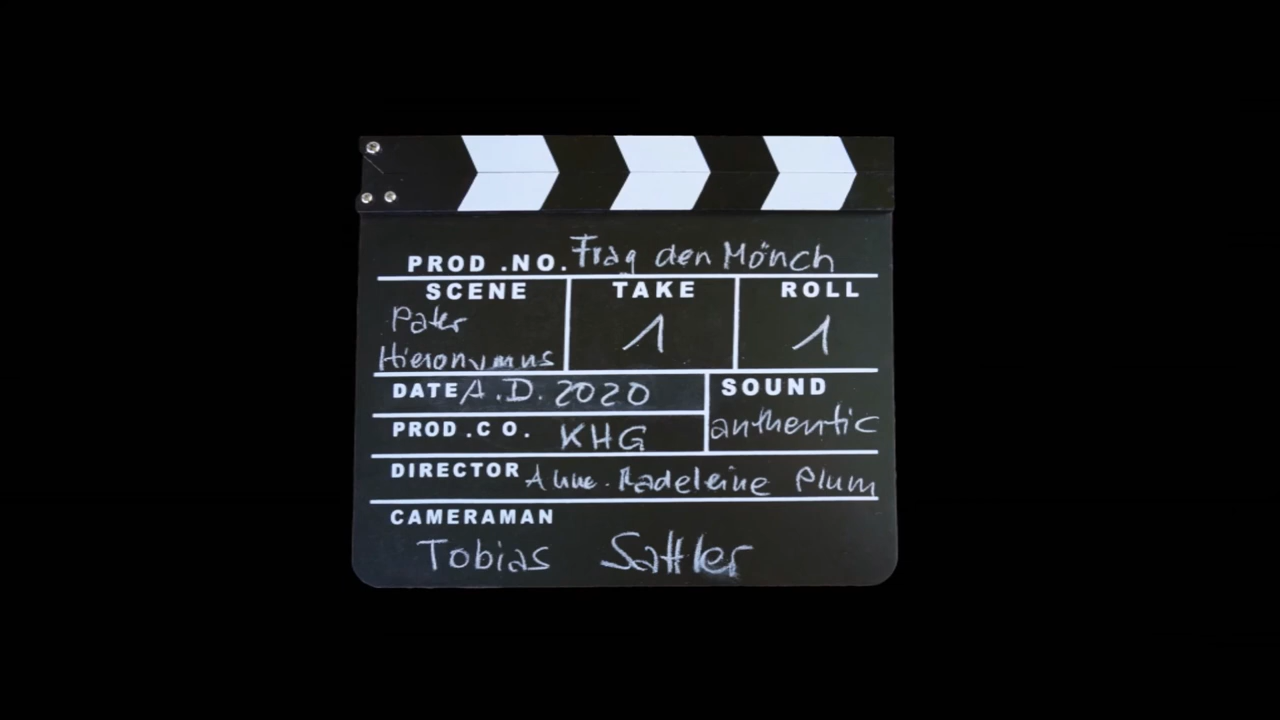 PROD .NO. Frag den Mönch
SCENE TAKE ROLL
Pater
Hieronymus 1 1
DATE A.D. 2020 SOUND
PROD .CO. KHG authentic
DIRECTOR Anne-Madeleine Plum
CAMERAMAN
Tobias Sattler